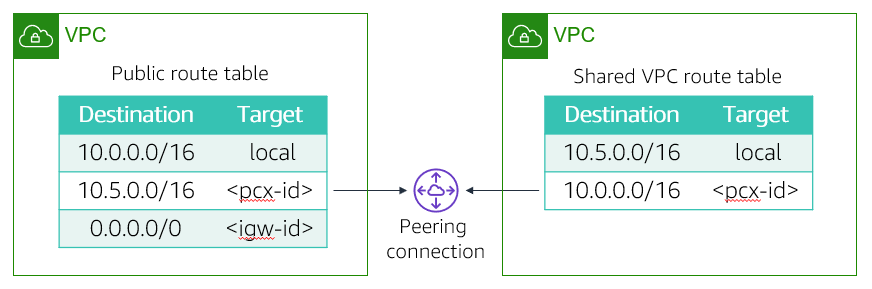 VPC
Public route table
Destination Target
10.0.0.0/16 local
10.5.0.0/16 <pcx-id>
0.0.0.0/0 <igw-id>
Peering
connection
VPC
Shared VPC route table
Destination Target
10.5.0.0/16 local
10.0.0.0/16 <pcx-id>